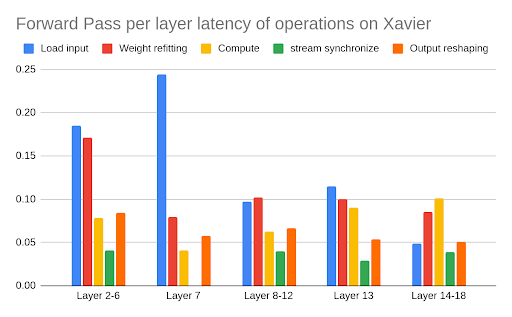 Forward Pass per layer latency of operations on Xavier
Load input Weight refitting Compute stream synchronize Output reshaping
0.25
0.20
0.15
0.10
0.05
0.00
Layer 2-6 Layer 7 Layer 8-12 Layer 13 Layer 14-18